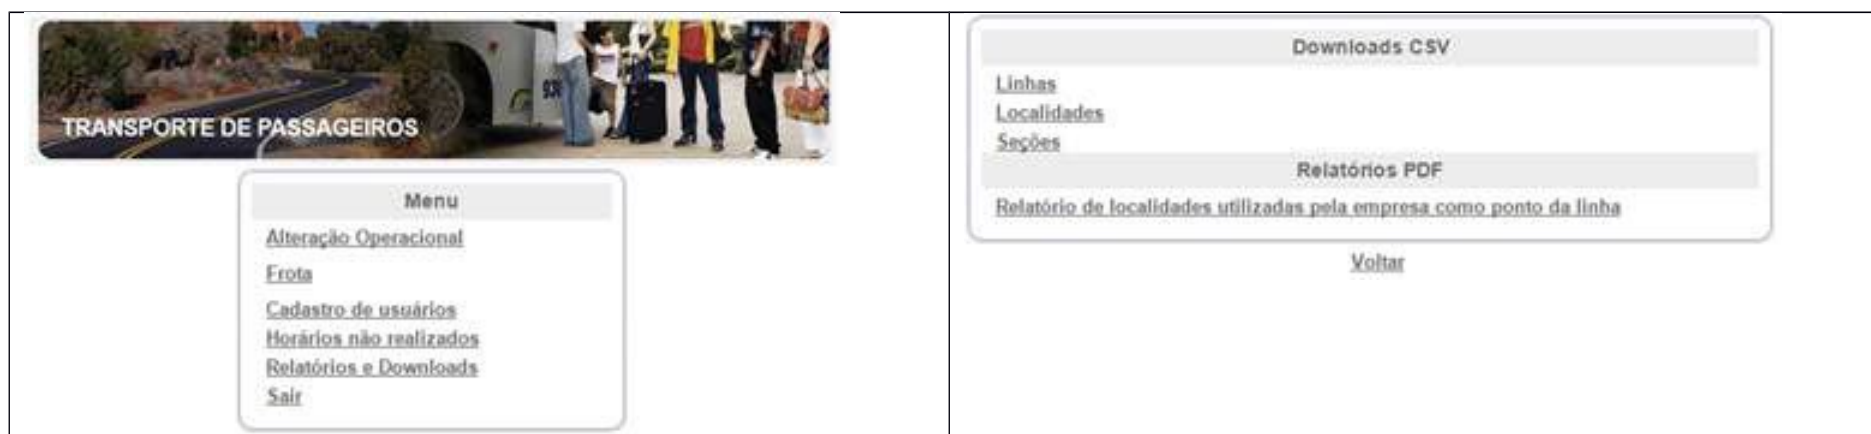 TRANSPORTE DE PASSAGEIROS
Menu
Alteração Operacional
Frota
Cadastro de usuários
Horários não realizados
Relatórios e Downloads
Sair
Downloads CSV
Linhas
Localidades
Seções
Relatórios PDF
Relatório de localidades utilizadas pela empresa como ponto da linha
Voltar